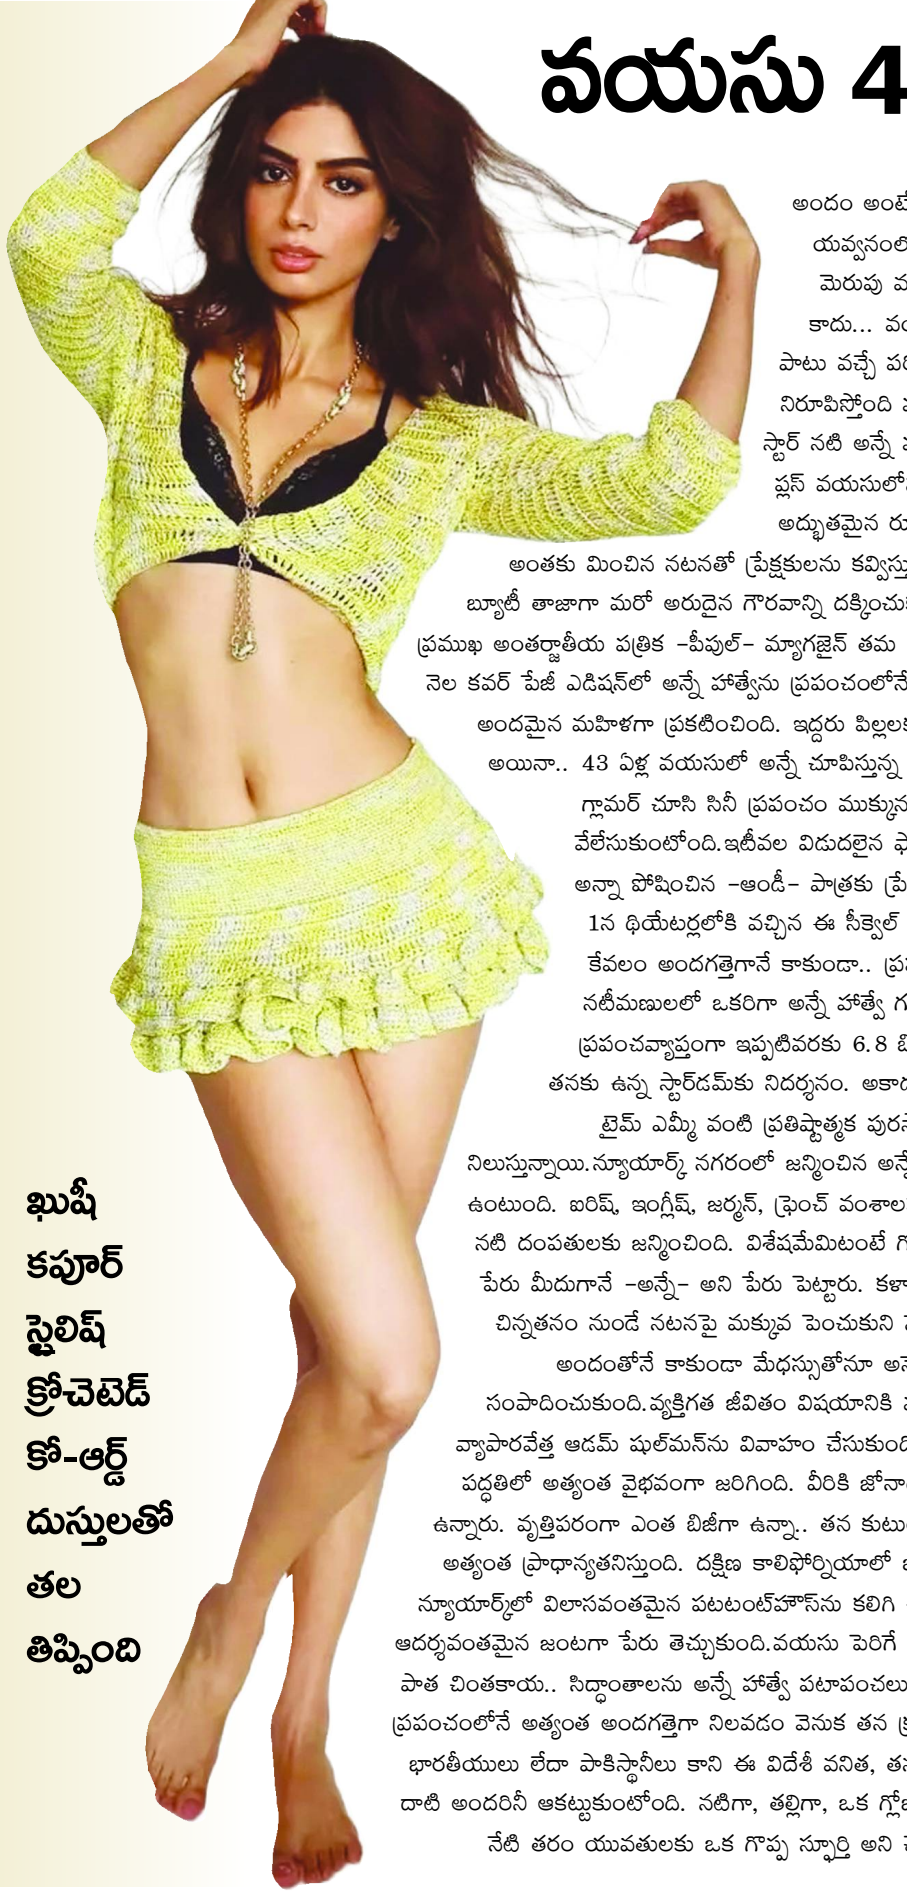 వయసు 4
అందం అంటే
యవ్వనంలో
మెరుపు
కాదు...
పాటు వచ్చే
నిరూపిస్తోంది
స్టార్ నటి అన్నే
ప్లస్ వయసులో
అద్భుతమైన
అంతకు మించిన నటనతో ప్రేక్షకులను కవ్విస్తు
బ్యూటీ తాజాగా మరో అరుదైన గౌరవాన్ని దక్కించు
ప్రముఖ అంతర్జాతీయ పత్రిక –పీపుల్– మ్యాగజైన్ తమ
నెల కవర్ పేజీ ఎడిషన్‌లో అన్నే హాత్వేను ప్రపంచంలోనే
అందమైన మహిళగా ప్రకటించింది. ఇద్దరు పిల్లల
అయినా.. 43 ఏళ్ల వయసులో అన్నే చూపిస్తున్న
గ్లామర్ చూసి సినీ ప్రపంచం ముక్కున
వేలేసుకుంటోంది.ఇటీవల విడుదలైన
అన్నా పోషించిన –ఆండీ– పాత్రకు ప్రే
1న థియేటర్లలోకి వచ్చిన ఈ సీక్వెల్
కేవలం అందగత్తెగానే కాకుండా.. ప్ర
నటీమణులలో ఒకరిగా అన్నే హాత్వే
ప్రపంచవ్యాప్తంగా ఇప్పటివరకు 6.8
తనకు ఉన్న స్టార్‌డమ్‌కు నిదర్శనం. అకా
టైమ్ ఎమ్మీ వంటి ప్రతిష్టాత్మక పుర
నిలుస్తున్నాయి.న్యూయార్క్ నగరంలో జన్మించిన అన్నే
ఉంటుంది. ఐరిష్, ఇంగ్లీష్, జర్మన్, ఫ్రెంచ్ వంశాల
నటి దంపతులకు జన్మించింది. విశేషమేమిటంటే
పేరు మీదుగానే –అన్నే– అని పేరు పెట్టారు. కళా
చిన్నతనం నుండే నటనపై మక్కువ పెంచుకుని
అందంతోనే కాకుండా మేధస్సుతోనూ
సంపాదించుకుంది.వ్యక్తిగత జీవితం విషయానికి
వ్యాపారవేత్త ఆడమ్ షుల్‌మన్‌ను వివాహం చేసుకుంది
పద్ధతిలో అత్యంత వైభవంగా జరిగింది. వీరికి జోనా
ఉన్నారు. వృత్తిపరంగా ఎంత బిజీగా ఉన్నా.. తన కుటు
అత్యంత ప్రాధాన్యతనిస్తుంది. దక్షిణ కాలిఫోర్నియాలో
న్యూయార్క్‌లో విలాసవంతమైన పటటంట్‌హౌస్‌ను కలిగి
ఆదర్శవంతమైన జంటగా పేరు తెచ్చుకుంది.వయసు పెరిగే
పాత చింతకాయ.. సిద్ధాంతాలను అన్నే హాత్వే పటాపంచలు
ప్రపంచంలోనే అత్యంత అందగత్తెగా నిలవడం వెనుక తన
భారతీయులు లేదా పాకిస్థానీలు కాని ఈ విదేశీ వనిత,
దాటి అందరినీ ఆకట్టుకుంటోంది. నటిగా, తల్లిగా, ఒక గ్లో
నేటి తరం యువతులకు ఒక గొప్ప స్ఫూర్తి అని
ఖుషీ
కపూర్
స్టైలిష్
క్రోచెటెడ్
కో-ఆర్డ్
దుస్తులతో
తల
తిప్పింది